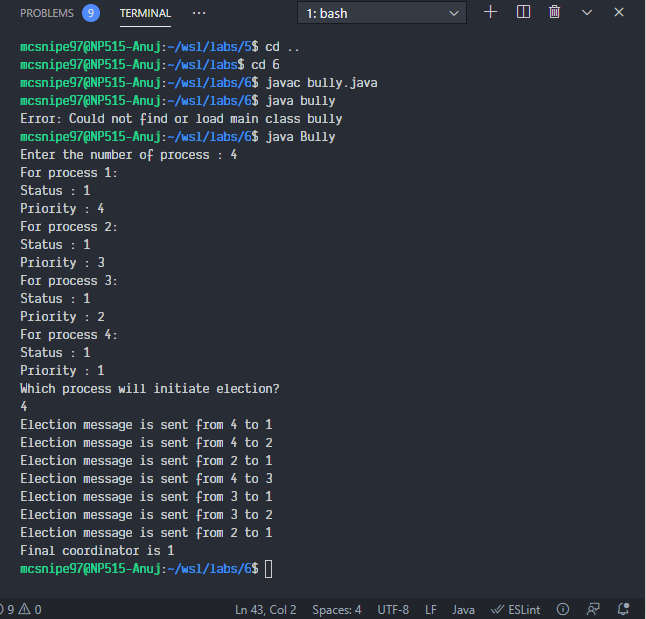 PROBLEMS 9 TERMINAL ··· 1: bash
mcsnipe97@NP515-Anuj:~/wsl/labs/5$ cd ..
mcsnipe97@NP515-Anuj:~/wsl/labs$ cd 6
mcsnipe97@NP515-Anuj:~/wsl/labs/6$ javac bully.java
mcsnipe97@NP515-Anuj:~/wsl/labs/6$ java bully
Error: Could not find or load main class bully
mcsnipe97@NP515-Anuj:~/wsl/labs/6$ java Bully
Enter the number of process : 4
For process 1:
Status : 1
Priority : 4
For process 2:
Status : 1
Priority : 3
For process 3:
Status : 1
Priority : 2
For process 4:
Status : 1
Priority : 1
Which process will initiate election?
4
Election message is sent from 4 to 1
Election message is sent from 4 to 2
Election message is sent from 2 to 1
Election message is sent from 4 to 3
Election message is sent from 3 to 1
Election message is sent from 3 to 2
Election message is sent from 2 to 1
Final coordinator is 1
mcsnipe97@NP515-Anuj:~/wsl/labs/6$
9 0 Ln 43, Col 2 Spaces: 4 UTF-8 LF Java ESLint